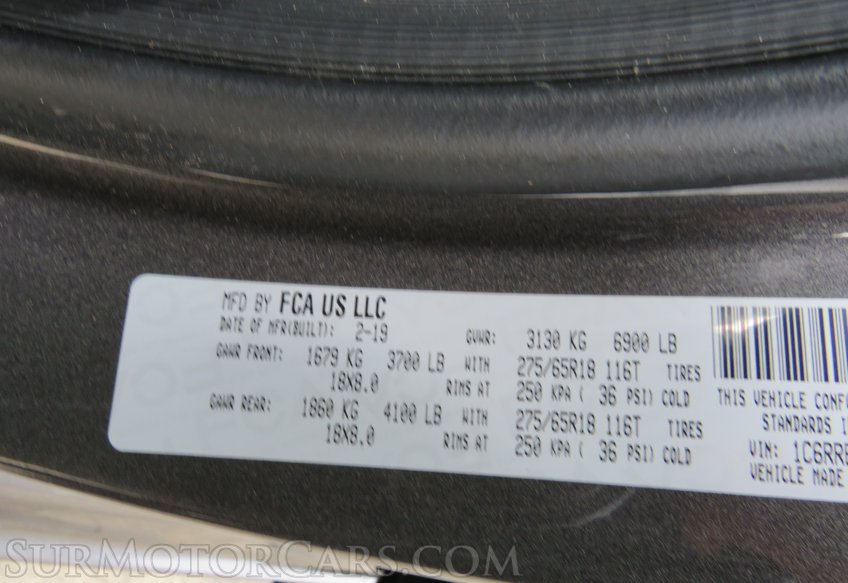 MFD BY FCA US LLC
DATE OF MFR(BUILT): 2-19 GVWR: 3130 KG 6900 LB
GAWR FRONT: 1679 KG 3700 LB WITH 275/65R18 116T TIRES
18X8.0 RIMS AT 250 KPA ( 36 PSI) COLD
GAWR REAR: 1860 KG 4100 LB WITH 275/65R18 116T TIRES
18X8.0 RIMS AT 250 KPA ( 36 PSI) COLD
THIS VEHICLE CONF
STANDARDS I
VIN: 1C6RR
VEHICLE MADE
SURMOTORCARS.COM